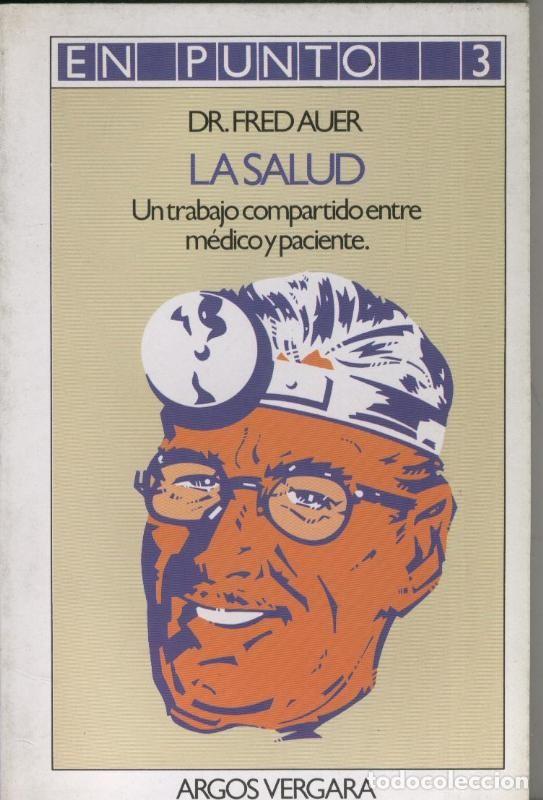 EN PUNTO 3
DR. FRED AUER
LA SALUD
Un trabajo compartido entre
médico y paciente.
ARGOS VERGARA
todocoleccion